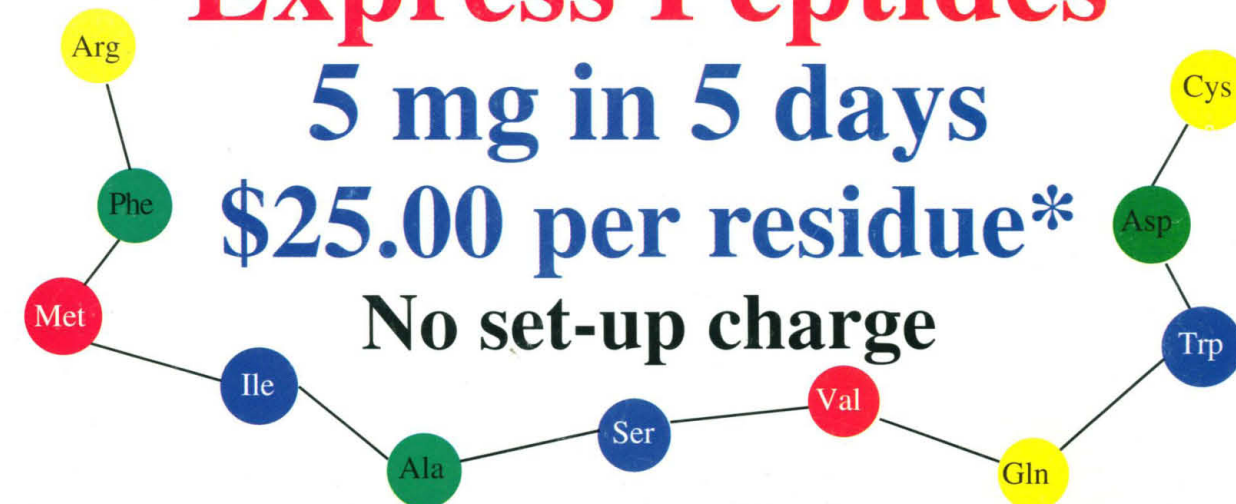 Express Peptides
5 mg in 5 days
$25.00 per residue*
No set-up charge
Arg
Phe
Met
Ile
Ala
Ser
Val
Gln
Trp
Asp
Cys